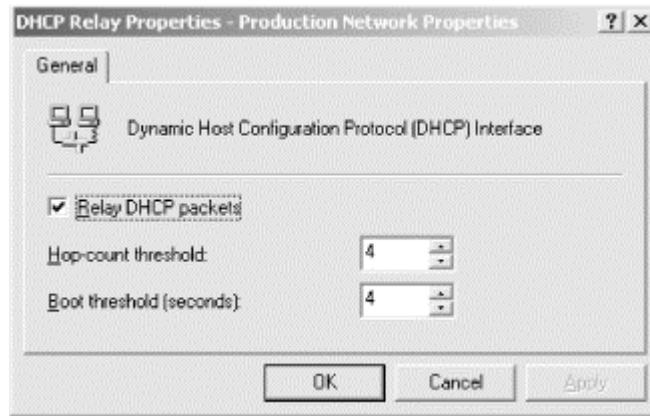 DHCP Relay Properties - Production Network Properties
General
Dynamic Host Configuration Protocol (DHCP) Interface
Relay DHCP packets
Hop-count threshold: 4
Boot threshold (seconds): 4
OK Cancel Apply